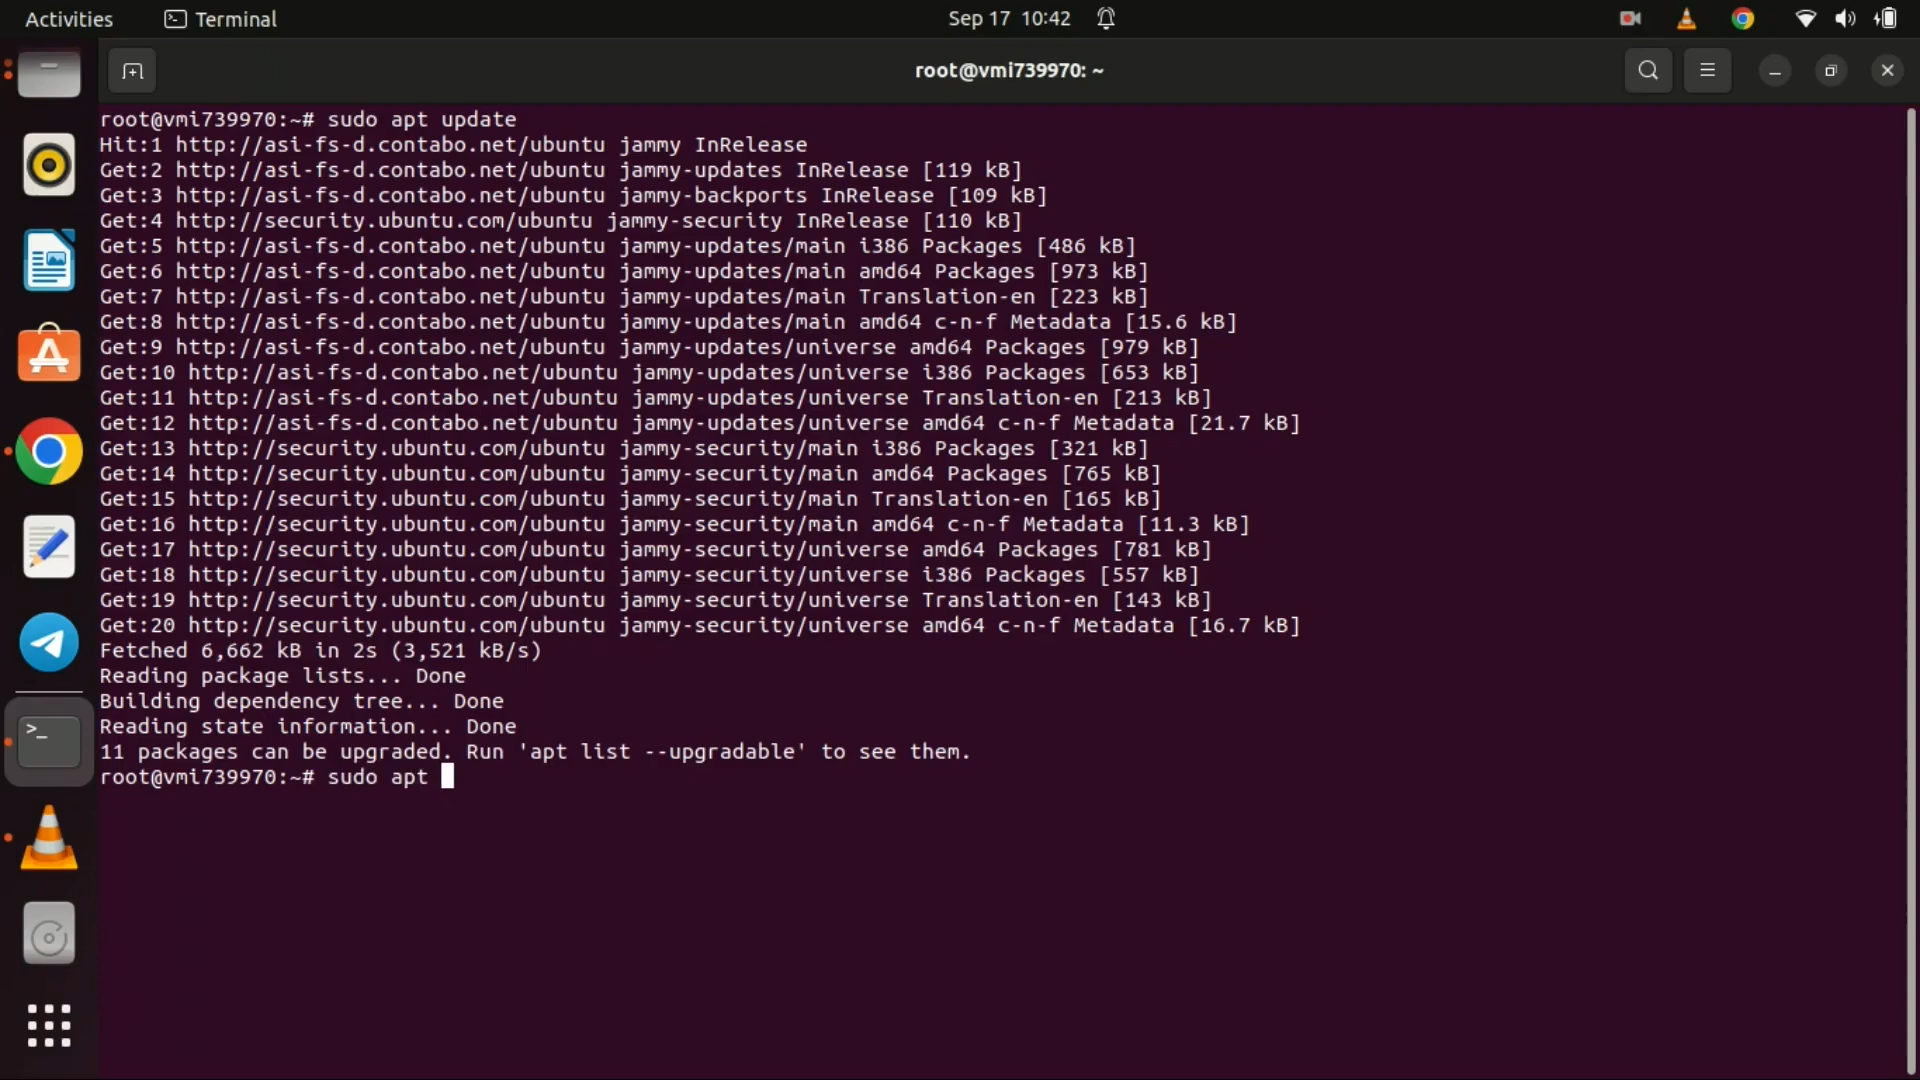 Activities
Terminal
Sep 17 10:42
root@vmi739970: ~
root@vmi739970:~# sudo apt update
Hit:1 http://asi-fs-d.contabo.net/ubuntu jammy InRelease
Get:2 http://asi-fs-d.contabo.net/ubuntu jammy-updates InRelease [119 kB]
Get:3 http://asi-fs-d.contabo.net/ubuntu jammy-backports InRelease [109 kB]
Get:4 http://security.ubuntu.com/ubuntu jammy-security InRelease [110 kB]
Get:5 http://asi-fs-d.contabo.net/ubuntu jammy-updates/main i386 Packages [486 kB]
Get:6 http://asi-fs-d.contabo.net/ubuntu jammy-updates/main amd64 Packages [973 kB]
Get:7 http://asi-fs-d.contabo.net/ubuntu jammy-updates/main Translation-en [223 kB]
Get:8 http://asi-fs-d.contabo.net/ubuntu jammy-updates/main amd64 c-n-f Metadata [15.6 kB]
Get:9 http://asi-fs-d.contabo.net/ubuntu jammy-updates/universe amd64 Packages [979 kB]
Get:10 http://asi-fs-d.contabo.net/ubuntu jammy-updates/universe i386 Packages [653 kB]
Get:11 http://asi-fs-d.contabo.net/ubuntu jammy-updates/universe Translation-en [213 kB]
Get:12 http://asi-fs-d.contabo.net/ubuntu jammy-updates/universe amd64 c-n-f Metadata [21.7 kB]
Get:13 http://security.ubuntu.com/ubuntu jammy-security/main i386 Packages [321 kB]
Get:14 http://security.ubuntu.com/ubuntu jammy-security/main amd64 Packages [765 kB]
Get:15 http://security.ubuntu.com/ubuntu jammy-security/main Translation-en [165 kB]
Get:16 http://security.ubuntu.com/ubuntu jammy-security/main amd64 c-n-f Metadata [11.3 kB]
Get:17 http://security.ubuntu.com/ubuntu jammy-security/universe amd64 Packages [781 kB]
Get:18 http://security.ubuntu.com/ubuntu jammy-security/universe i386 Packages [557 kB]
Get:19 http://security.ubuntu.com/ubuntu jammy-security/universe Translation-en [143 kB]
Get:20 http://security.ubuntu.com/ubuntu jammy-security/universe amd64 c-n-f Metadata [16.7 kB]
Fetched 6,662 kB in 2s (3,521 kB/s)
Reading package lists... Done
Building dependency tree... Done
Reading state information... Done
11 packages can be upgraded. Run 'apt list --upgradable' to see them.
root@vmi739970:~# sudo apt